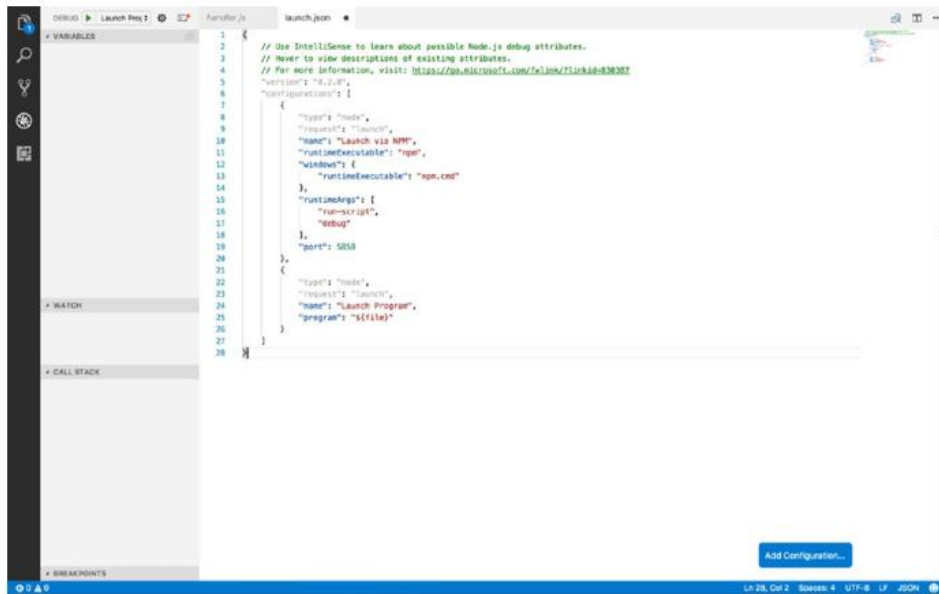 DEBUG Launch Proj
handler.js
launch.json
VARIABLES
WATCH
CALL STACK
BREAKPOINTS
1 {
2 // Use IntelliSense to learn about possible Node.js debug attributes.
3 // Hover to view descriptions of existing attributes.
4 // For more information, visit: https://go.microsoft.com/fwlink/?linkid=830387
5 "version": "0.2.0",
6 "configurations": [
7 {
8 "type": "node",
9 "request": "launch",
10 "name": "Launch via NPM",
11 "runtimeExecutable": "npm",
12 "windows": {
13 "runtimeExecutable": "npm.cmd"
14 },
15 "runtimeArgs": [
16 "run-script",
17 "debug"
18 ],
19 "port": 5858
20 },
21 {
22 "type": "node",
23 "request": "launch",
24 "name": "Launch Program",
25 "program": "${file}"
26 }
27 ]
28 }
Add Configuration...
0 0
Ln 28, Col 2 Spaces: 4 UTF-8 LF JSON